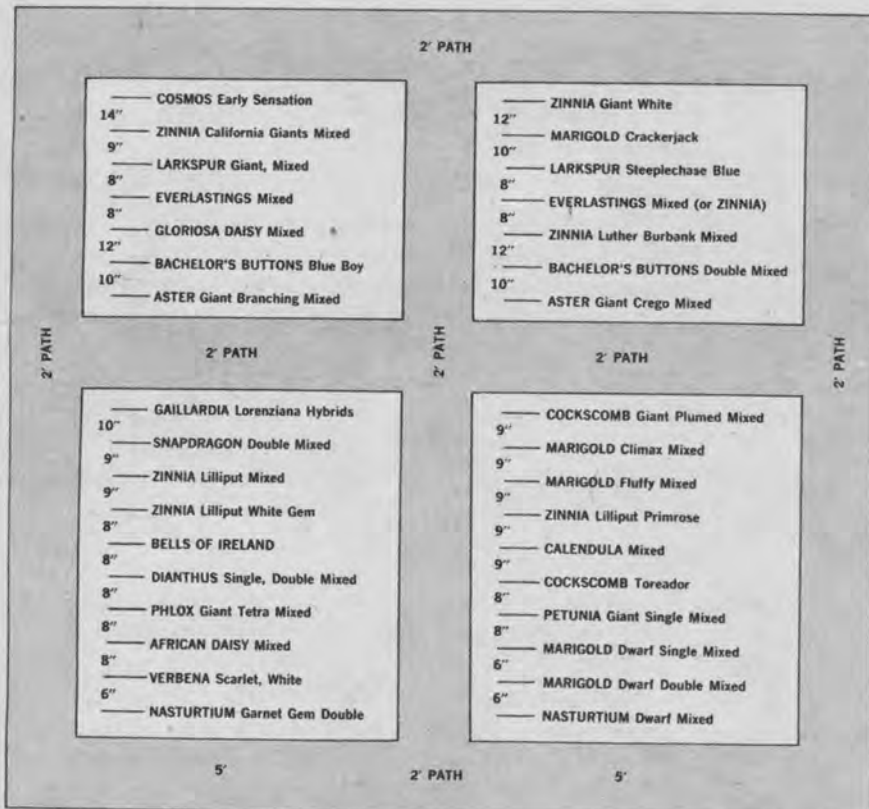 2′ PATH
COSMOS Early Sensation
14″
ZINNIA California Giants Mixed
9″
LARKSPUR Giant, Mixed
8″
EVERLASTINGS Mixed
8″
GLORIOSA DAISY Mixed
12″
BACHELOR'S BUTTONS Blue Boy
10″
ASTER Giant Branching Mixed
ZINNIA Giant White
12″
MARIGOLD Crackerjack
10″
LARKSPUR Steeplechase Blue
8″
EVERLASTINGS Mixed (or ZINNIA)
8″
ZINNIA Luther Burbank Mixed
12″
BACHELOR'S BUTTONS Double Mixed
10″
ASTER Giant Crego Mixed
2′ PATH
2′ PATH
2′ PATH
2′ PATH
2′ PATH
GAILLARDIA Lorenziana Hybrids
10″
SNAPDRAGON Double Mixed
9″
ZINNIA Lilliput Mixed
9″
ZINNIA Lilliput White Gem
8″
BELLS OF IRELAND
8″
DIANTHUS Single, Double Mixed
8″
PHLOX Giant Tetra Mixed
8″
AFRICAN DAISY Mixed
8″
VERBENA Scarlet, White
6″
NASTURTIUM Garnet Gem Double
COCKSCOMB Giant Plumed Mixed
9″
MARIGOLD Climax Mixed
9″
MARIGOLD Fluffy Mixed
9″
ZINNIA Lilliput Primrose
9″
CALENDULA Mixed
9″
COCKSCOMB Toreador
8″
PETUNIA Giant Single Mixed
8″
MARIGOLD Dwarf Single Mixed
6″
MARIGOLD Dwarf Double Mixed
6″
NASTURTIUM Dwarf Mixed
5′
2′ PATH
5′